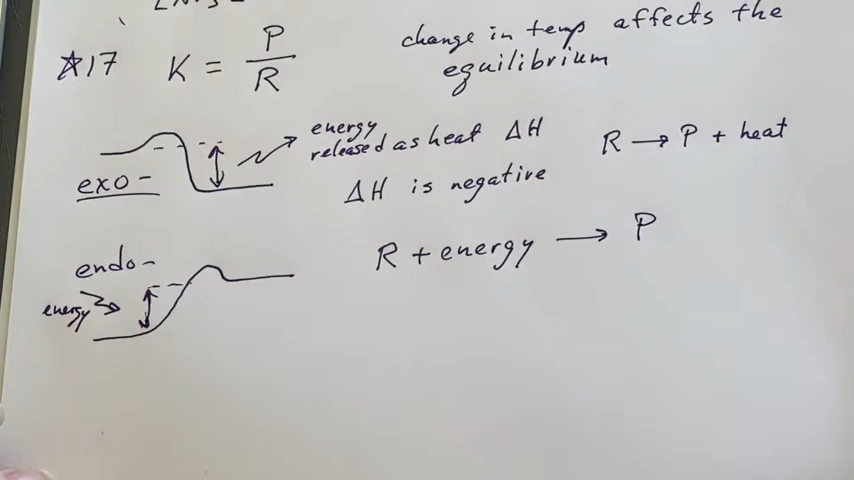 ☆17 K = P / R
change in temp affects the
equilibrium
energy
released as heat ΔH
R → P + heat
exo-
ΔH is negative
endo-
R + energy → P
energy